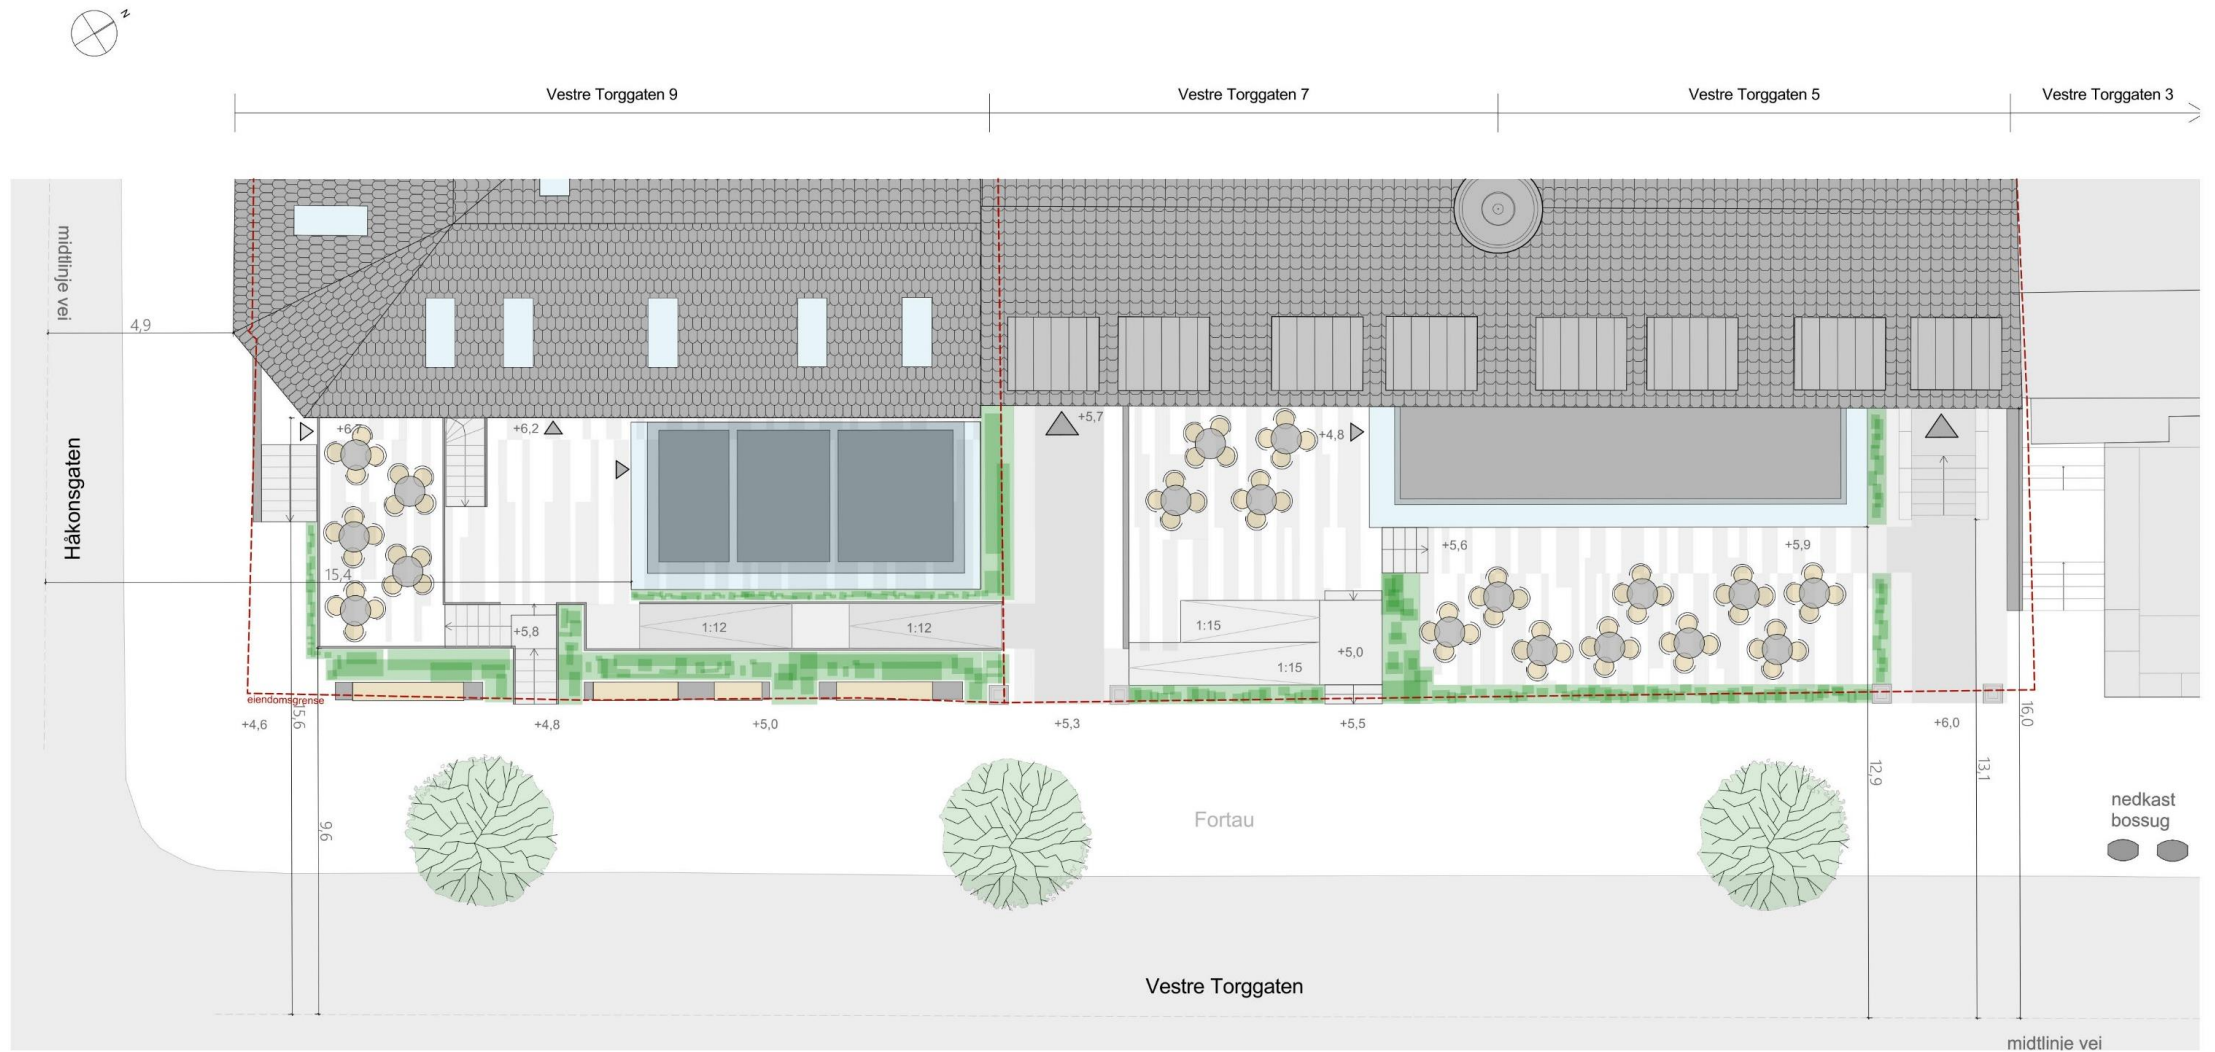 N
Vestre Torggaten 9
Vestre Torggaten 7
Vestre Torggaten 5
Vestre Torggaten 3
midtlinje vei
4,9
Håkonsgaten
+6,7
+6,2
+5,7
+4,8
+5,6
+5,9
15,4
+5,8
1:12
1:12
1:15
1:15
+5,0
eiendomsgrense
+4,6
15,6
+4,8
+5,0
+5,3
+5,5
+6,0
16,0
9,6
12,9
13,1
Fortau
nedkast
bossug
Vestre Torggaten
midtlinje vei